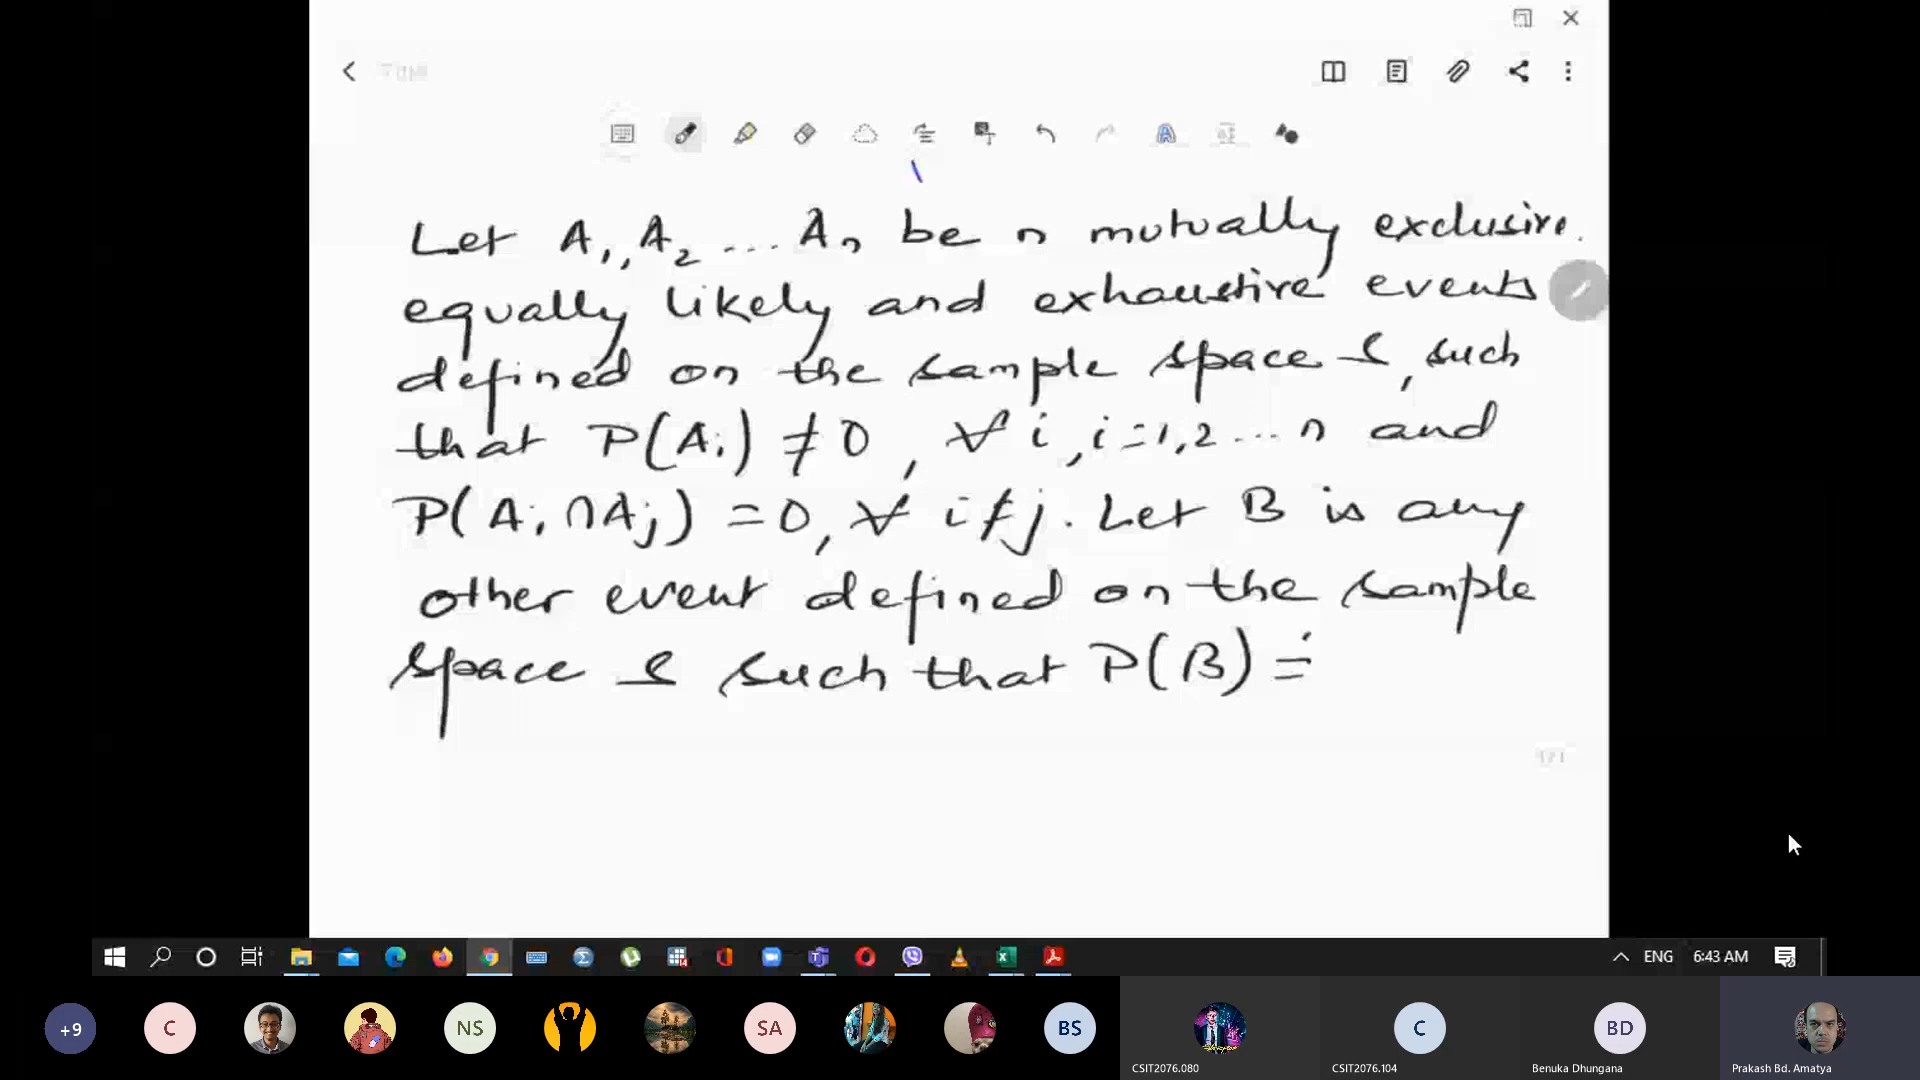 Let A₁, A₂ ... Aₙ be n mutually exclusive.
equally likely and exhaustive events
defined on the sample space S, such
that P(Aᵢ) ≠ 0, ∀ i, i=1,2 ... n and
P(Aᵢ ∩ Aⱼ) = 0, ∀ i ≠ j. Let B is any
other event defined on the sample
space S such that P(B) =
ENG 6:43 AM
+9 C NS SA BS C BD
CSIT2076.080 CSIT2076.104 Benuka Dhungana Prakash Bd. Amatya